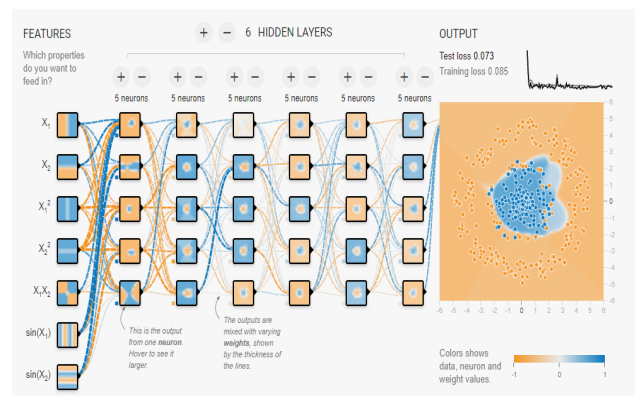 FEATURES
Which properties
do you want to
feed in?
+ − 6 HIDDEN LAYERS
+ − + − + − + − + − + −
5 neurons 5 neurons 5 neurons 5 neurons 5 neurons 5 neurons
X₁
X₂
X₁²
X₂²
X₁X₂
sin(X₁)
sin(X₂)
This is the output
from one neuron.
Hover to see it
larger.
The outputs are
mixed with varying
weights, shown
by the thickness of
the lines.
OUTPUT
Test loss 0.073
Training loss 0.085
6
5
4
3
2
1
0
-1
-2
-3
-4
-5
-6
-6 -5 -4 -3 -2 -1 0 1 2 3 4 5 6
Colors shows
data, neuron and
weight values.
-1 0 1